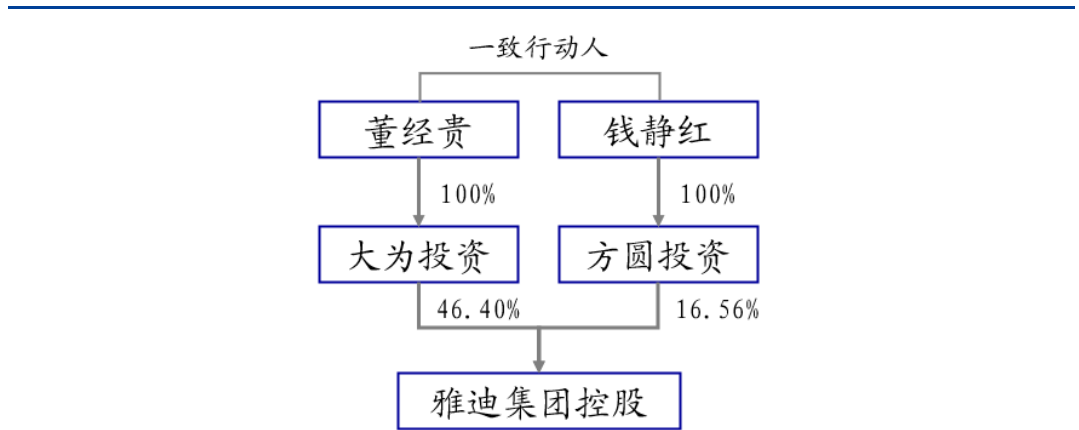 一致行动人
董经贵 钱静红
100% 100%
大为投资 方圆投资
46.40% 16.56%
雅迪集团控股